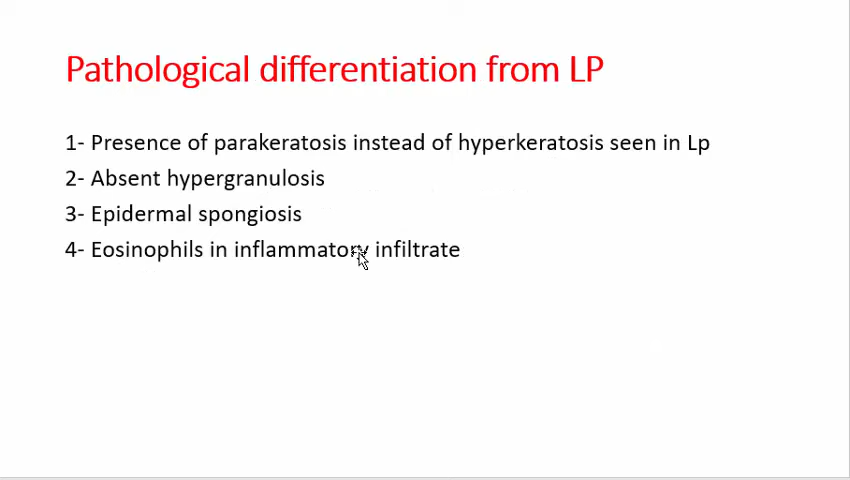 Pathological differentiation from LP
1- Presence of parakeratosis instead of hyperkeratosis seen in Lp
2- Absent hypergranulosis
3- Epidermal spongiosis
4- Eosinophils in inflammatory infiltrate